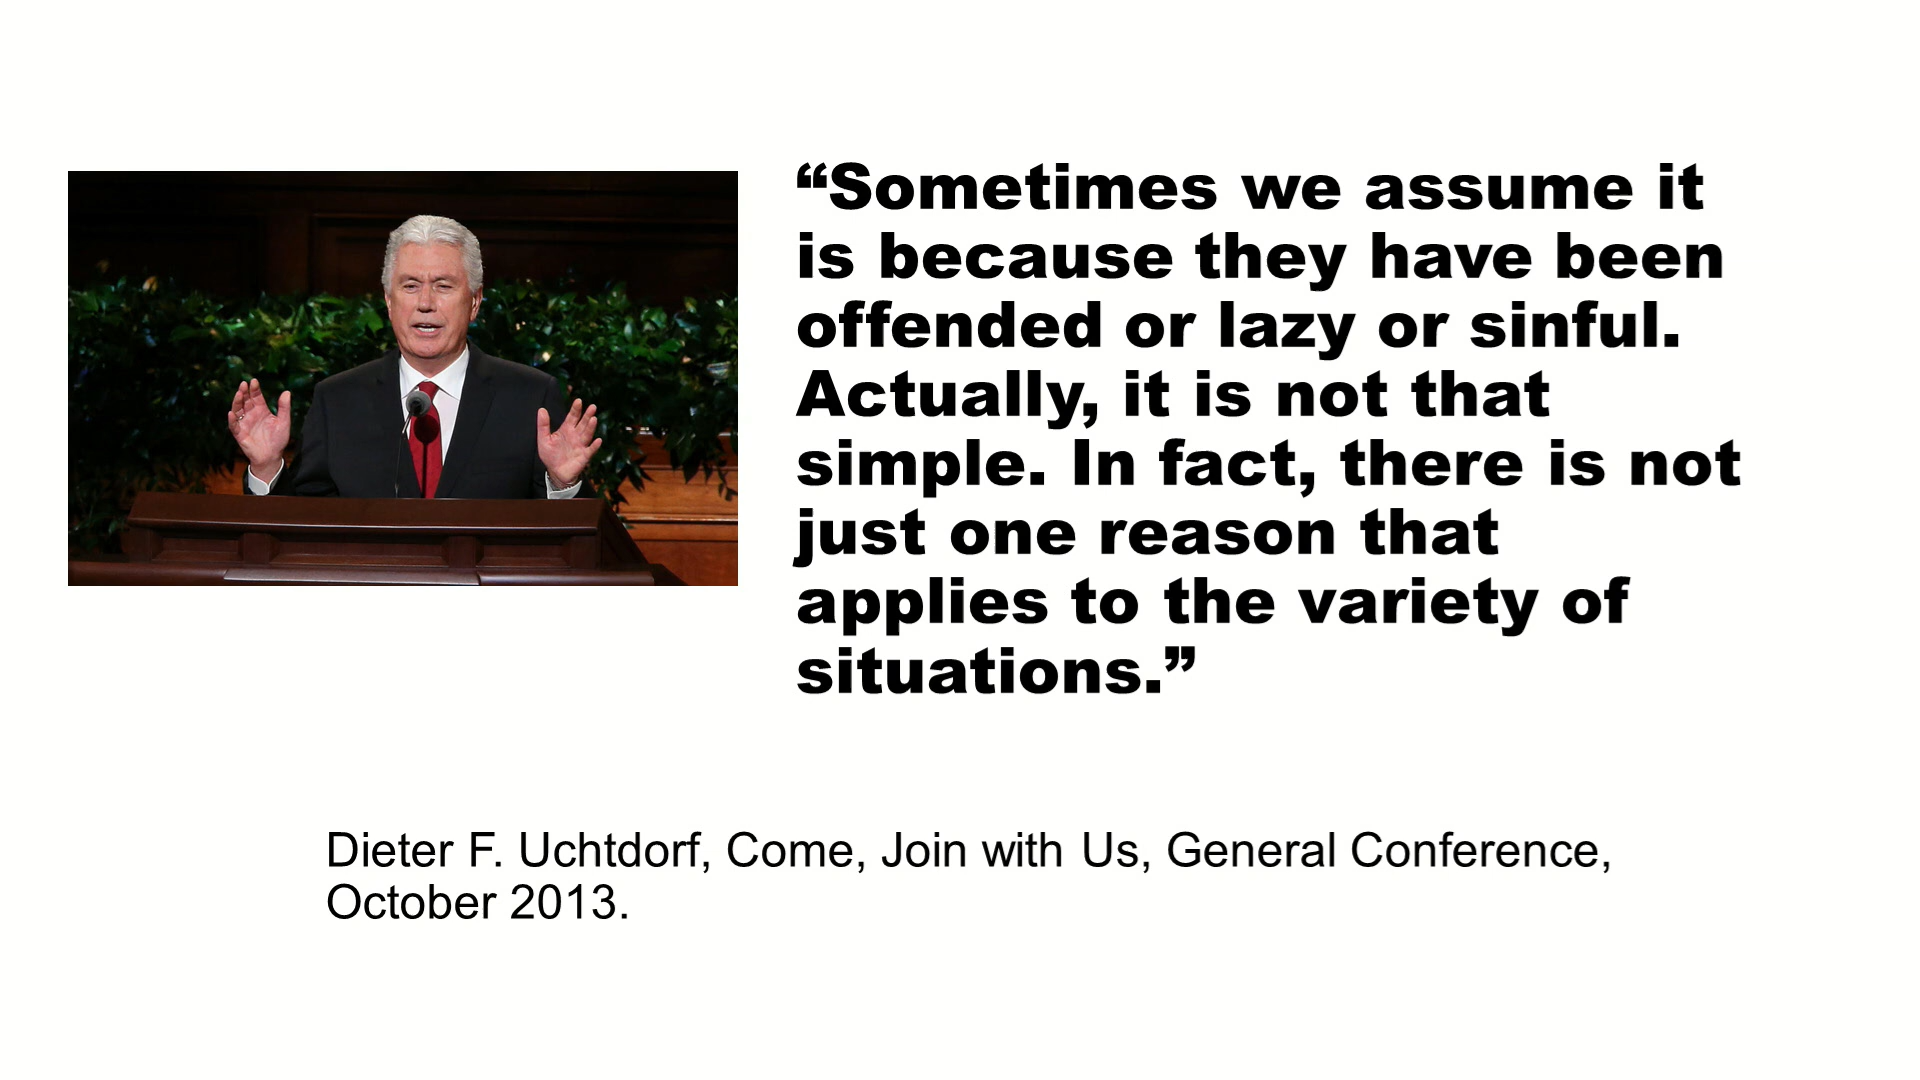 “Sometimes we assume it
is because they have been
offended or lazy or sinful.
Actually, it is not that
simple. In fact, there is not
just one reason that
applies to the variety of
situations.”
Dieter F. Uchtdorf, Come, Join with Us, General Conference,
October 2013.